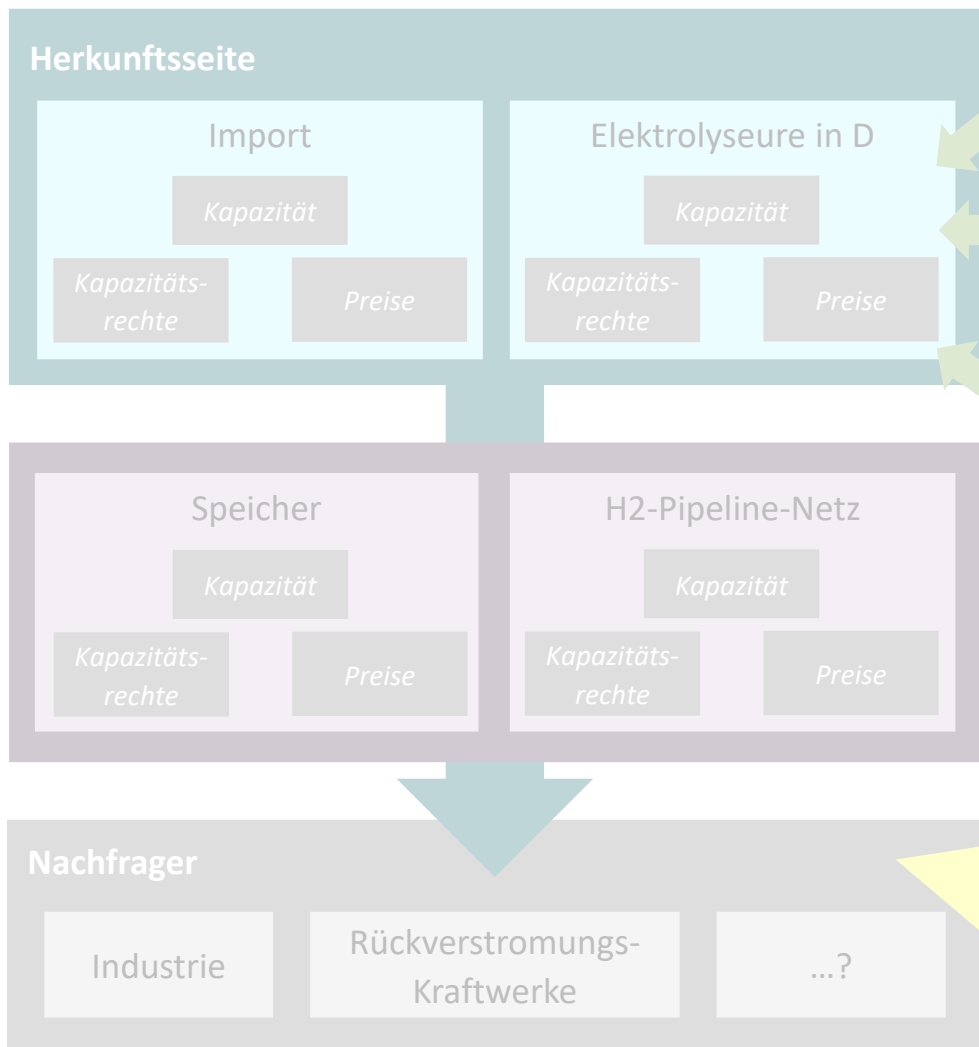 Herkunftsseite
Import
Kapazität
Kapazitäts-
rechte
Preise
Elektrolyseure in D
Kapazität
Kapazitäts-
rechte
Preise
Speicher
Kapazität
Kapazitäts-
rechte
Preise
H2-Pipeline-Netz
Kapazität
Kapazitäts-
rechte
Preise
Nachfrager
Industrie
Rückverstromungs-
Kraftwerke
...?